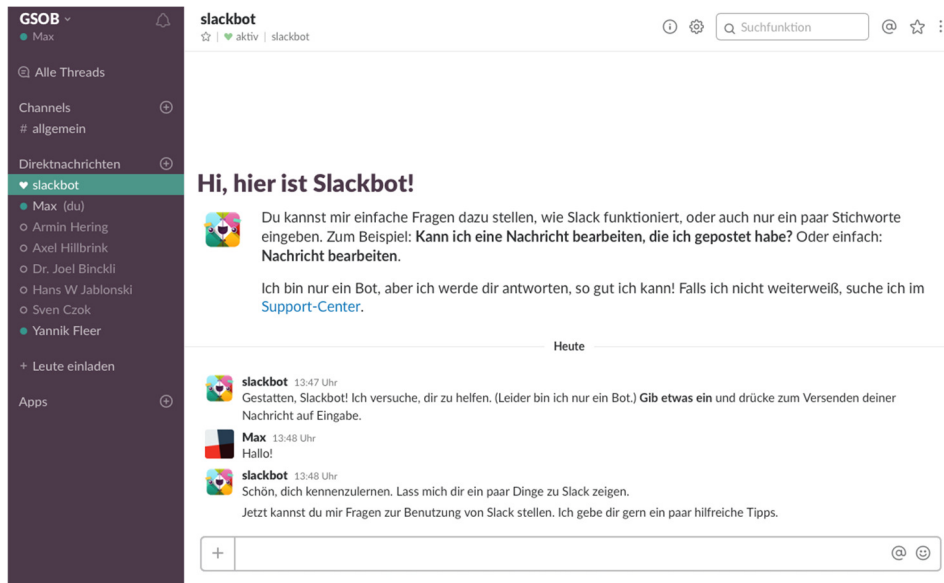 GSOB
Max
Alle Threads
Channels
# allgemein
Direktnachrichten
slackbot
Max (du)
Armin Hering
Axel Hillbrink
Dr. Joel Binckli
Hans W Jablonski
Sven Czok
Yannik Fleer
+ Leute einladen
Apps
slackbot
aktiv | slackbot
Suchfunktion
Hi, hier ist Slackbot!
Du kannst mir einfache Fragen dazu stellen, wie Slack funktioniert, oder auch nur ein paar Stichworte
eingeben. Zum Beispiel: Kann ich eine Nachricht bearbeiten, die ich gepostet habe? Oder einfach:
Nachricht bearbeiten.
Ich bin nur ein Bot, aber ich werde dir antworten, so gut ich kann! Falls ich nicht weiterweiß, suche ich im
Support-Center.
Heute
slackbot 13:47 Uhr
Gestatten, Slackbot! Ich versuche, dir zu helfen. (Leider bin ich nur ein Bot.) Gib etwas ein und drücke zum Versenden deiner
Nachricht auf Eingabe.
Max 13:48 Uhr
Hallo!
slackbot 13:48 Uhr
Schön, dich kennenzulernen. Lass mich dir ein paar Dinge zu Slack zeigen.
Jetzt kannst du mir Fragen zur Benutzung von Slack stellen. Ich gebe dir gern ein paar hilfreiche Tipps.